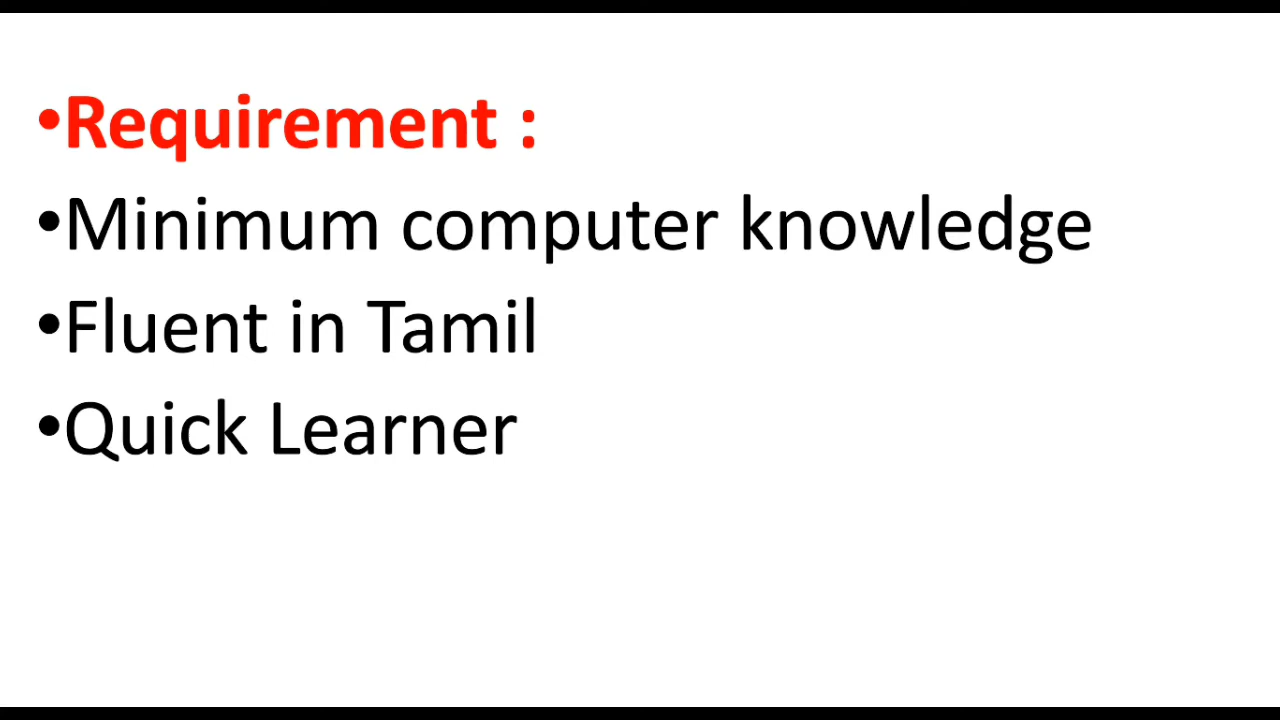 •Requirement :
•Minimum computer knowledge
•Fluent in Tamil
•Quick Learner